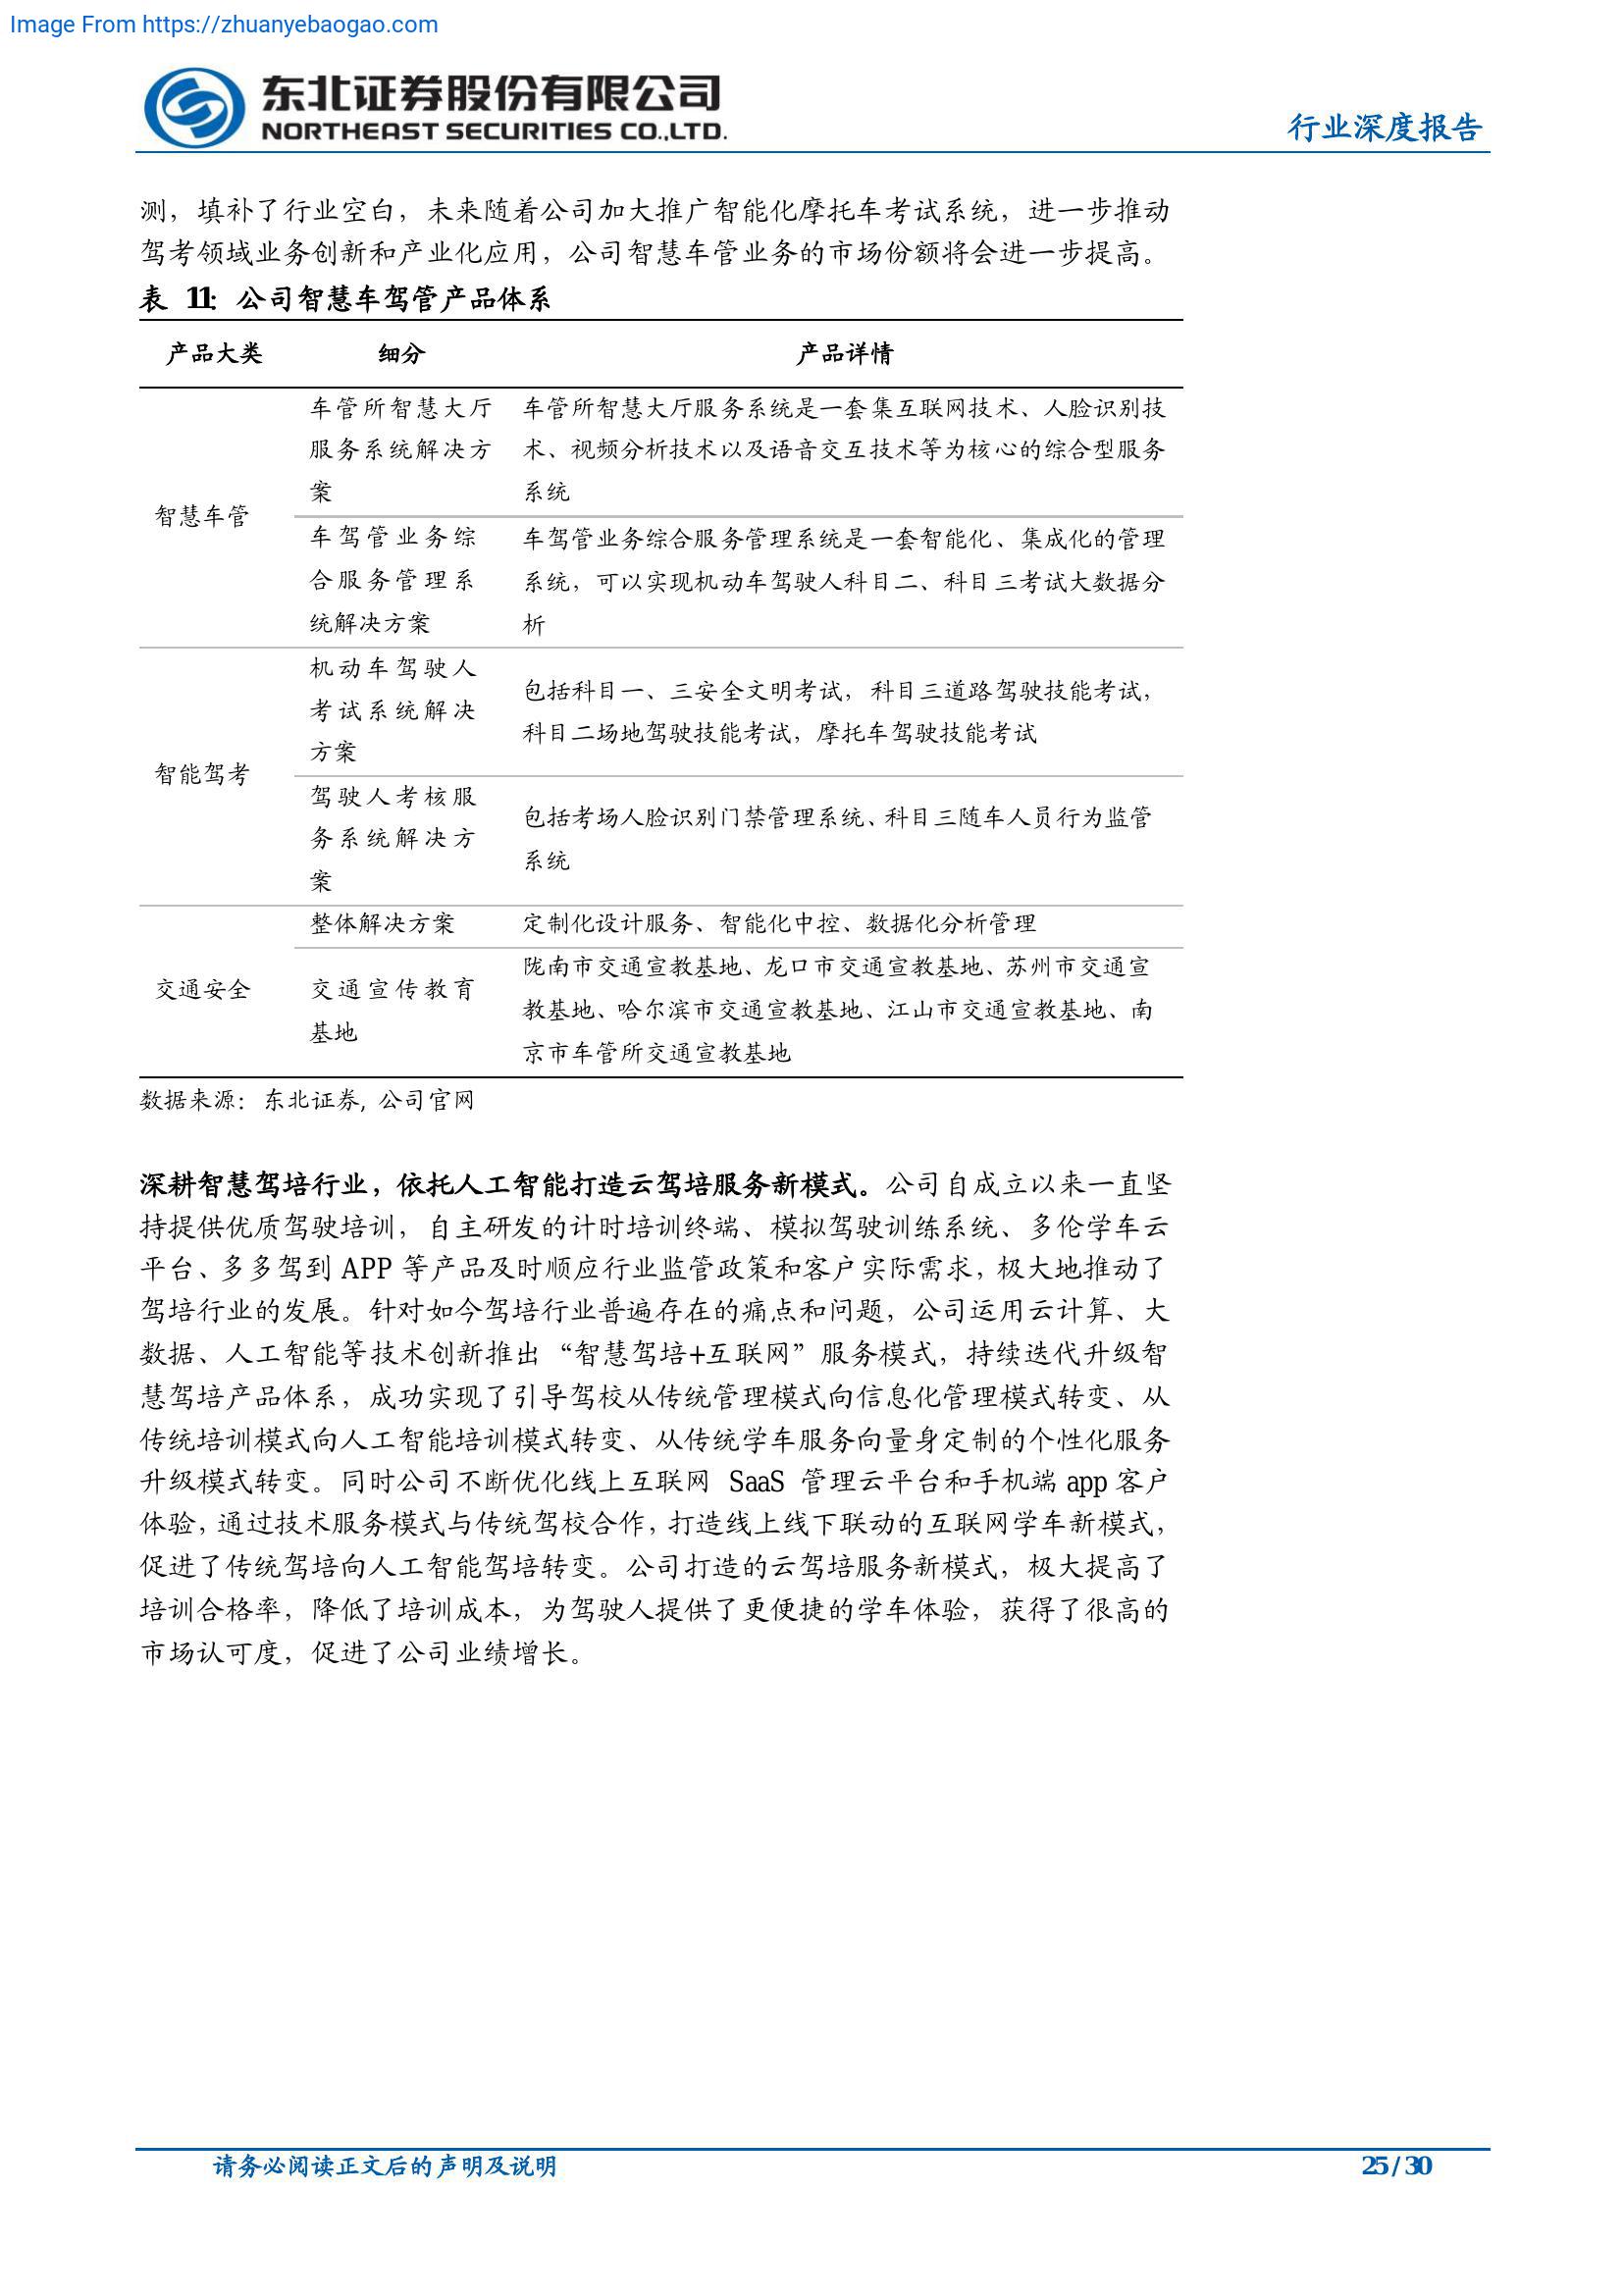 Image From https://zhuanyebaogao.com
东北证券股份有限公司
NORTHEAST SECURITIES CO.,LTD.
行业深度报告
测，填补了行业空白，未来随着公司加大推广智能化摩托车考试系统，进一步推动
驾考领域业务创新和产业化应用，公司智慧车管业务的市场份额将会进一步提高。
表 11：公司智慧车驾管产品体系
产品大类 细分 产品详情
智慧车管
车管所智慧大厅
服务系统解决方
案
车管所智慧大厅服务系统是一套集互联网技术、人脸识别技
术、视频分析技术以及语音交互技术等为核心的综合型服务
系统
车驾管业务综
合服务管理系
统解决方案
车驾管业务综合服务管理系统是一套智能化、集成化的管理
系统，可以实现机动车驾驶人科目二、科目三考试大数据分
析
智能驾考
机动车驾驶人
考试系统解决
方案
包括科目一、三安全文明考试，科目三道路驾驶技能考试，
科目二场地驾驶技能考试，摩托车驾驶技能考试
驾驶人考核服
务系统解决方
案
包括考场人脸识别门禁管理系统、科目三随车人员行为监管
系统
交通安全
整体解决方案
定制化设计服务、智能化中控、数据化分析管理
交通宣传教育
基地
陇南市交通宣教基地、龙口市交通宣教基地、苏州市交通宣
教基地、哈尔滨市交通宣教基地、江山市交通宣教基地、南
京市车管所交通宣教基地
数据来源：东北证券，公司官网
深耕智慧驾培行业，依托人工智能打造云驾培服务新模式。公司自成立以来一直坚
持提供优质驾驶培训，自主研发的计时培训终端、模拟驾驶训练系统、多伦学车云
平台、多多驾到 APP 等产品及时顺应行业监管政策和客户实际需求，极大地推动了
驾培行业的发展。针对如今驾培行业普遍存在的痛点和问题，公司运用云计算、大
数据、人工智能等技术创新推出“智慧驾培+互联网”服务模式，持续迭代升级智
慧驾培产品体系，成功实现了引导驾校从传统管理模式向信息化管理模式转变、从
传统培训模式向人工智能培训模式转变、从传统学车服务向量身定制的个性化服务
升级模式转变。同时公司不断优化线上互联网 SaaS 管理云平台和手机端 app 客户
体验，通过技术服务模式与传统驾校合作，打造线上线下联动的互联网学车新模式，
促进了传统驾培向人工智能驾培转变。公司打造的云驾培服务新模式，极大提高了
培训合格率，降低了培训成本，为驾驶人提供了更便捷的学车体验，获得了很高的
市场认可度，促进了公司业绩增长。
请务必阅读正文后的声明及说明
25 / 30